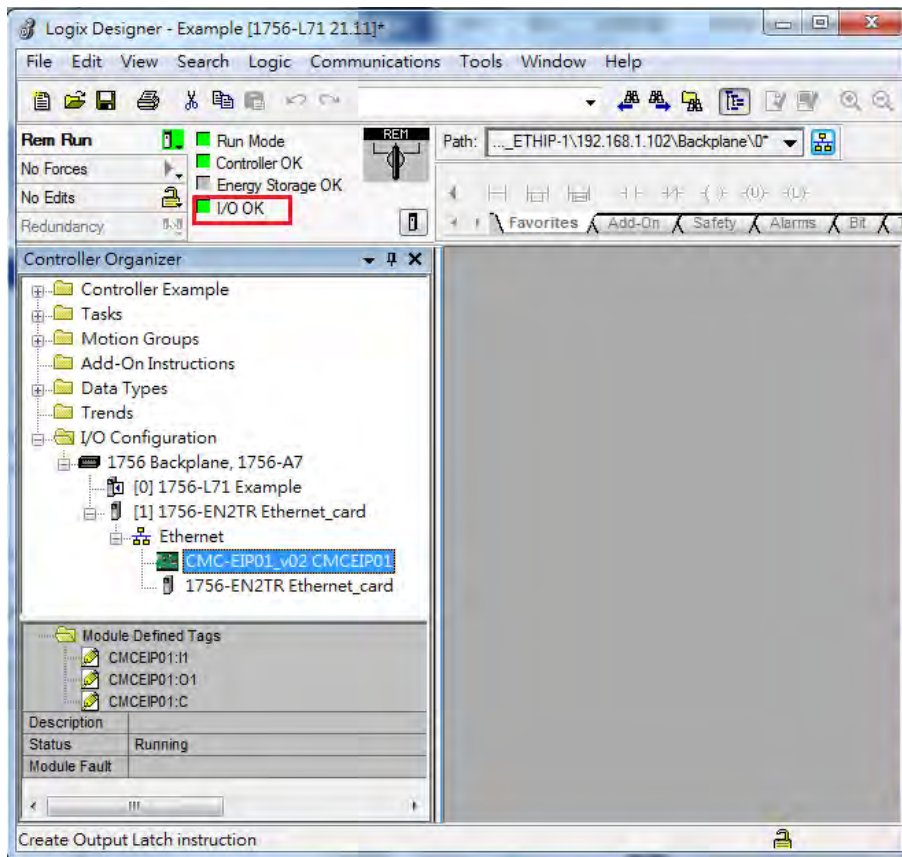 Logix Designer - Example [1756-L71 21.11]*
File Edit View Search Logic Communications Tools Window Help
Rem Run
Run Mode
REM
Path: ..._ETHIP-1\192.168.1.102\Backplane\0*
No Forces
Controller OK
Energy Storage OK
No Edits
I/O OK
Redundancy
Favorites Add-On Safety Alarms Bit T
Controller Organizer
Controller Example
Tasks
Motion Groups
Add-On Instructions
Data Types
Trends
I/O Configuration
1756 Backplane, 1756-A7
[0] 1756-L71 Example
[1] 1756-EN2TR Ethernet_card
Ethernet
CMC-EIP01_v02 CMCEIP01
1756-EN2TR Ethernet_card
Module Defined Tags
CMCEIP01:I1
CMCEIP01:O1
CMCEIP01:C
Description
Status Running
Module Fault
Create Output Latch instruction